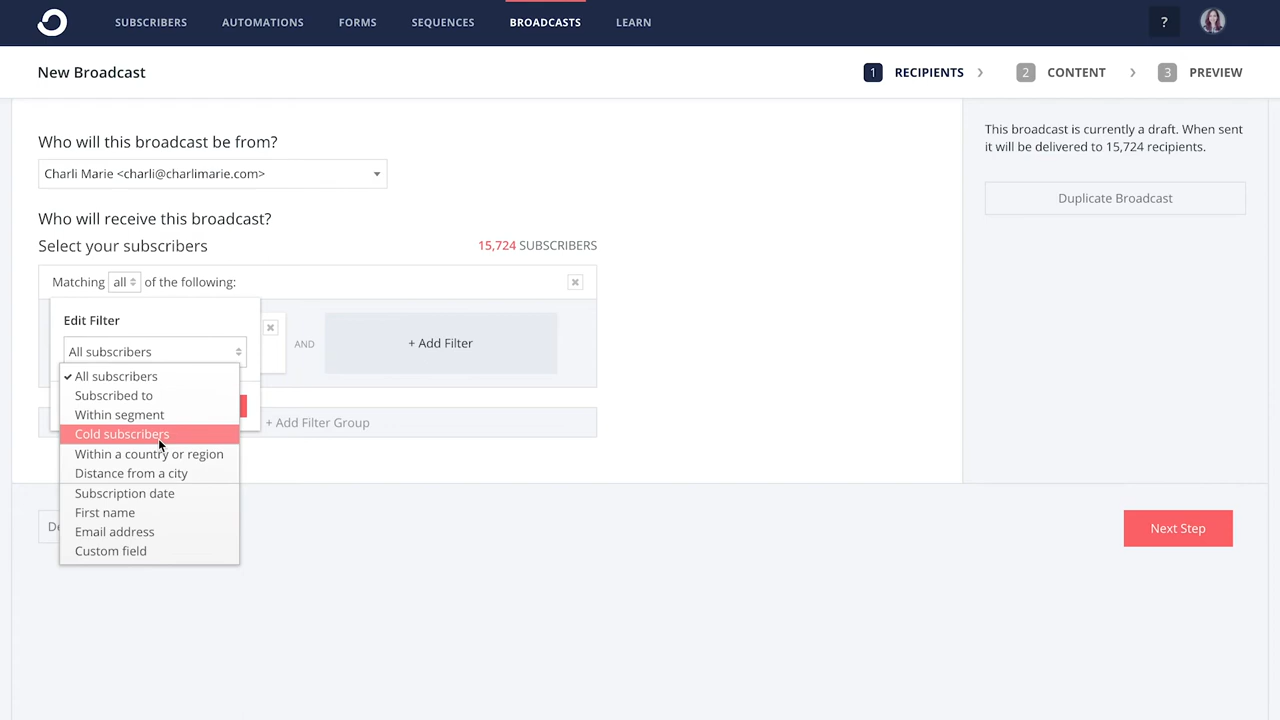 SUBSCRIBERS AUTOMATIONS FORMS SEQUENCES BROADCASTS LEARN ?
New Broadcast
1 RECIPIENTS 2 CONTENT 3 PREVIEW
Who will this broadcast be from?
Charli Marie <charli@charlimarie.com>
Who will receive this broadcast?
Select your subscribers
15,724 SUBSCRIBERS
Matching all of the following:
Edit Filter
All subscribers
AND
+ Add Filter
All subscribers
Subscribed to
Within segment
Cold subscribers
Within a country or region
Distance from a city
Subscription date
First name
Email address
Custom field
+ Add Filter Group
De
This broadcast is currently a draft. When sent
it will be delivered to 15,724 recipients.
Duplicate Broadcast
Next Step